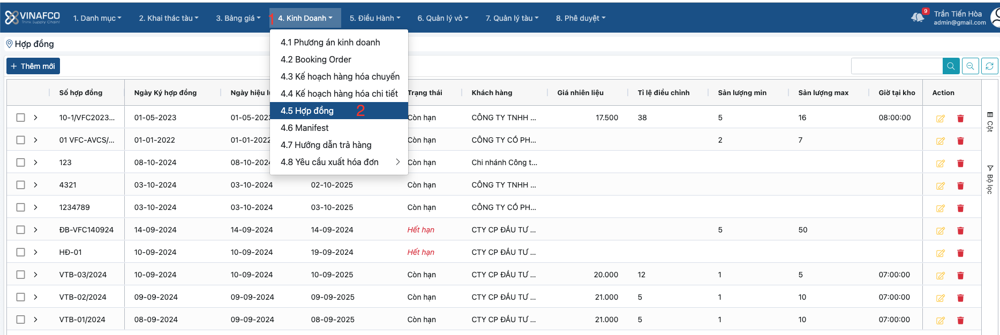 VINAFCO
Think Supply Chain!
1. Danh mục
2. Khai thác tàu
3. Bảng giá
1
4. Kinh Doanh
5. Điều Hành
6. Quản lý vỏ
7. Quản lý tàu
8. Phê duyệt
9
Trần Tiến Hòa
admin@gmail.com
Hợp đồng
+ Thêm mới
4.1 Phương án kinh doanh
4.2 Booking Order
4.3 Kế hoạch hàng hóa chuyến
4.4 Kế hoạch hàng hóa chi tiết
4.5 Hợp đồng 2
4.6 Manifest
4.7 Hướng dẫn trả hàng
4.8 Yêu cầu xuất hóa đơn
Số hợp đồng Ngày Ký hợp đồng Ngày hiệu Trạng thái Khách hàng Giá nhiên liệu Tỉ lệ điều chỉnh Sản lượng min Sản lượng max Giờ tại kho Action
10-1/VFC2023... 01-05-2023 01-05-202 Còn hạn CÔNG TY TNHH ... 17.500 38 5 16 08:00:00
01 VFC-AVCS/... 01-01-2022 01-01-2022 Còn hạn CÔNG TY CỔ PH... 2 7
123 08-10-2024 08-10-202 Còn hạn Chi nhánh Công t...
4321 03-10-2024 03-10-2024 02-10-2025 Còn hạn CÔNG TY TNHH ...
1234789 03-10-2024 03-10-2024 03-10-2025 Còn hạn CÔNG TY CỔ PH...
ĐB-VFC140924 14-09-2024 14-09-2024 14-09-2024 Hết hạn CTY CP ĐẦU TƯ ... 5 50
HĐ-01 10-09-2024 10-09-2024 19-09-2024 Hết hạn CTY CP ĐẦU TƯ ...
VTB-03/2024 10-09-2024 10-09-2024 10-09-2025 Còn hạn CTY CP ĐẦU TƯ ... 20.000 12 1 5 07:00:00
VTB-02/2024 09-09-2024 09-09-2024 09-09-2025 Còn hạn CTY CP ĐẦU TƯ ... 21.000 5 1 10 07:00:00
VTB-01/2024 08-09-2024 09-09-2024 08-09-2025 Còn hạn CTY CP ĐẦU TƯ ... 21.000 5 1 10 07:00:00
Cột
Bộ lọc